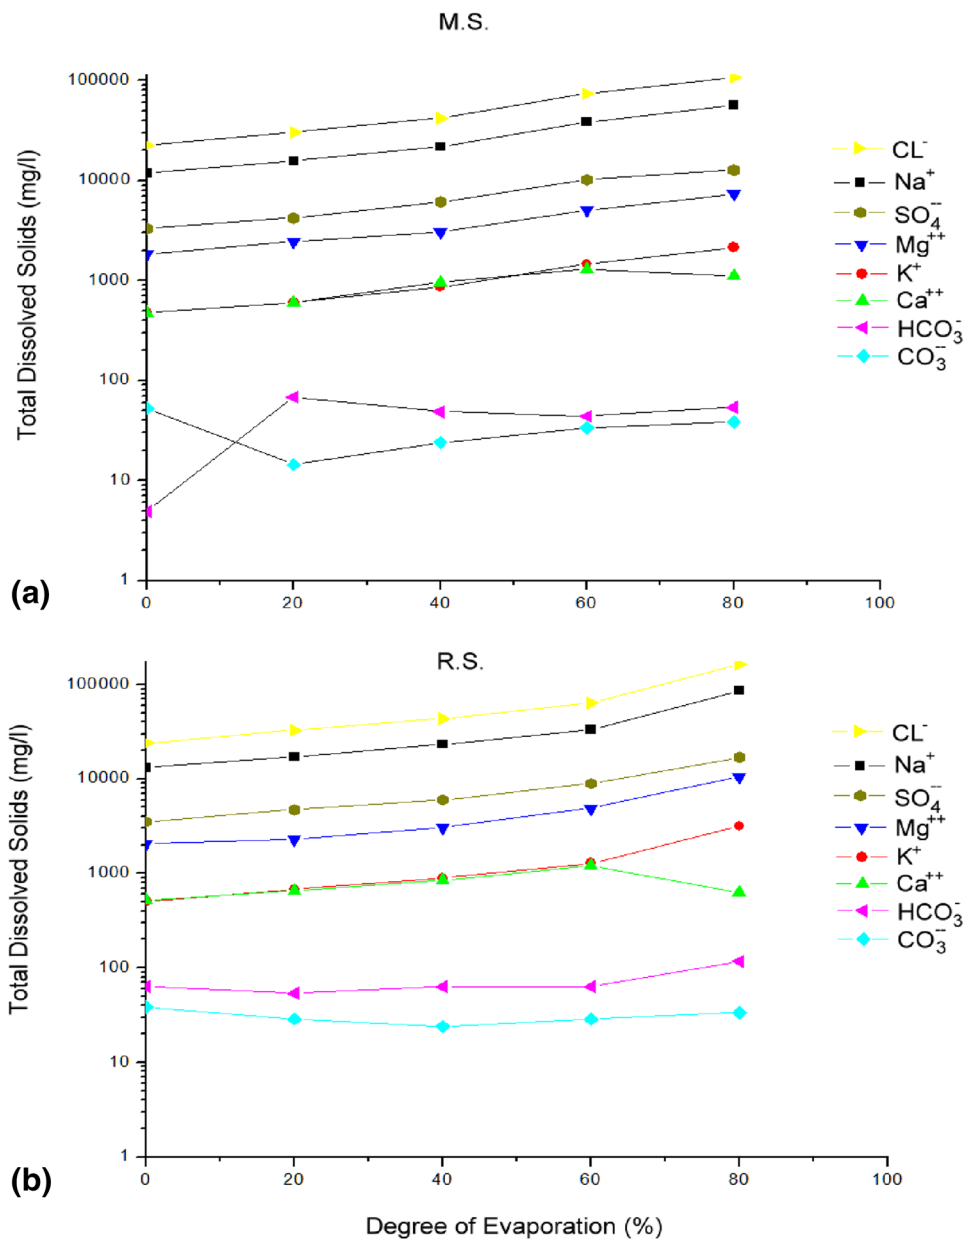 M.S.
Total Dissolved Solids (mg/l)
100000
10000
1000
100
10
1
0 20 40 60 80 100
CL⁻
Na⁺
SO₄⁻⁻
Mg⁺⁺
K⁺
Ca⁺⁺
HCO₃⁻
CO₃⁻⁻
(a)
R.S.
Total Dissolved Solids (mg/l)
100000
10000
1000
100
10
1
0 20 40 60 80 100
CL⁻
Na⁺
SO₄⁻⁻
Mg⁺⁺
K⁺
Ca⁺⁺
HCO₃⁻
CO₃⁻⁻
(b)
Degree of Evaporation (%)